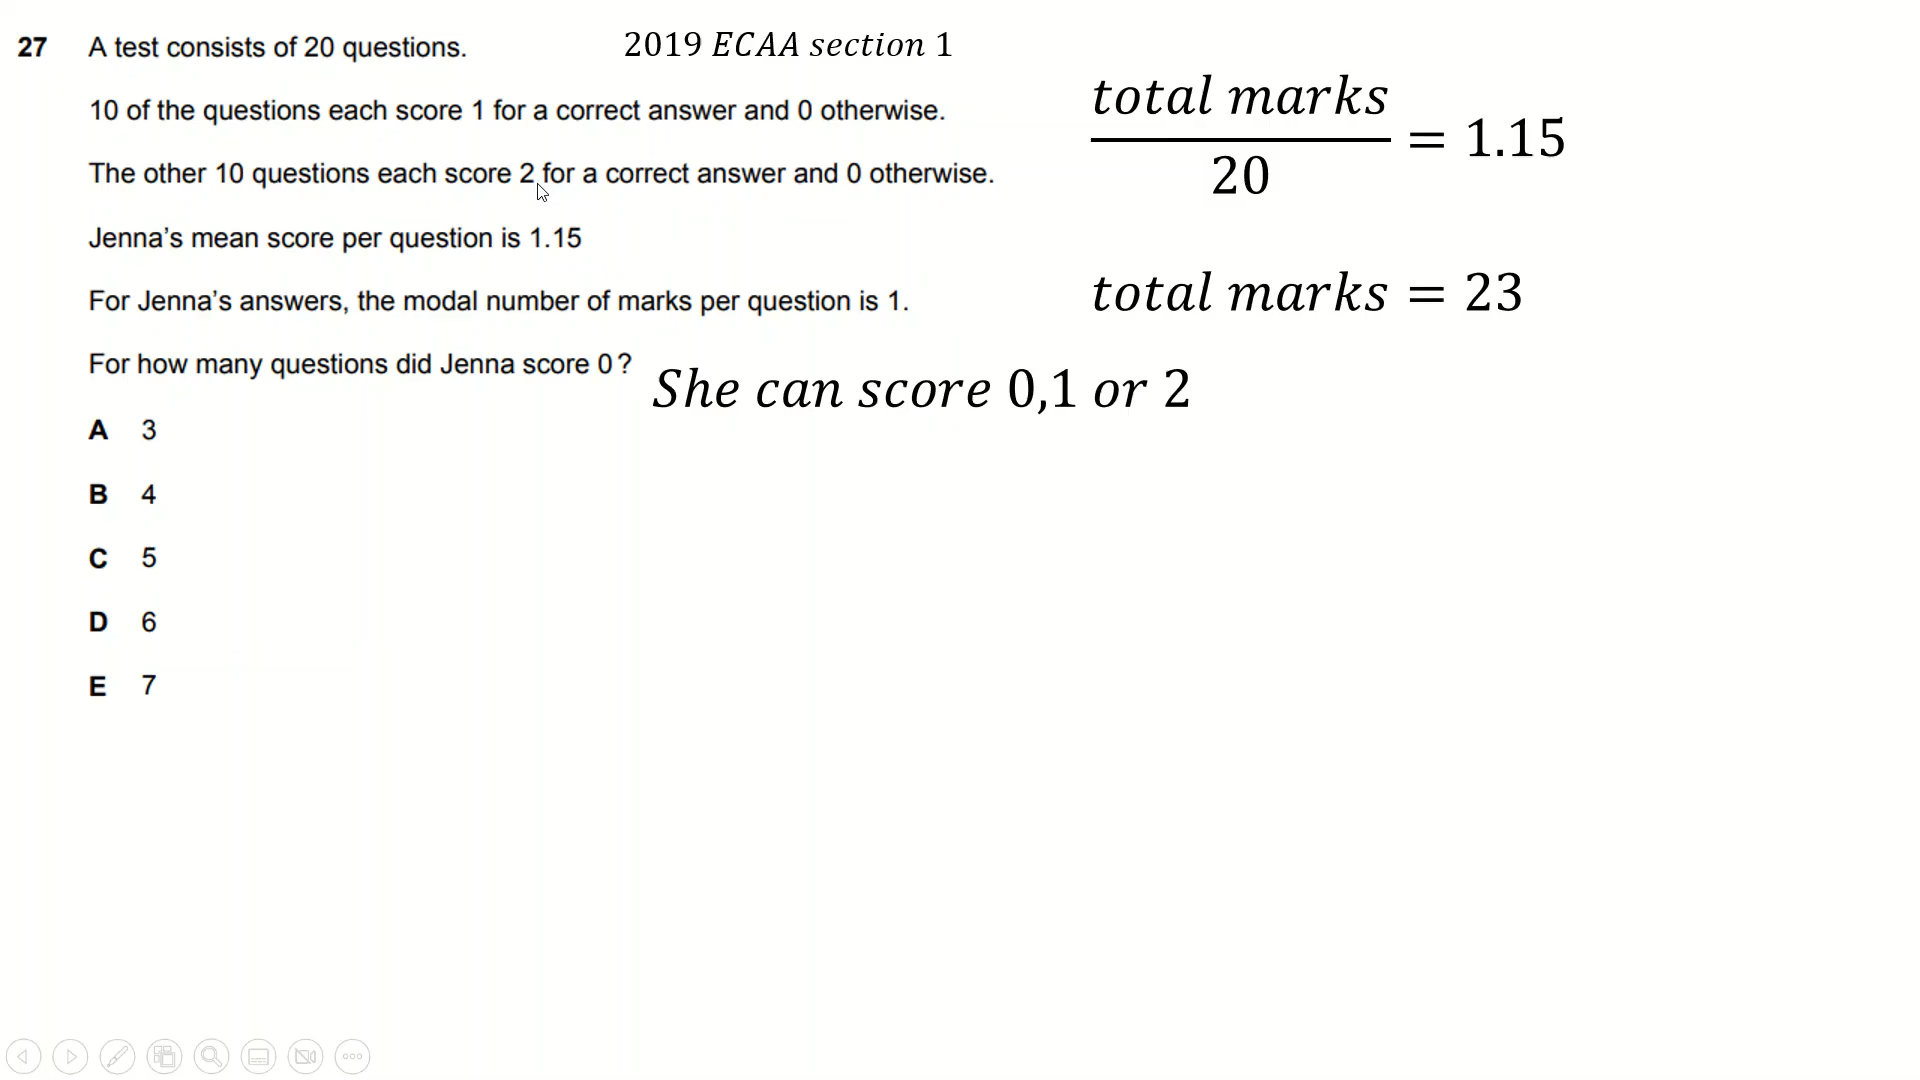 27 A test consists of 20 questions.
2019 ECAA section 1
10 of the questions each score 1 for a correct answer and 0 otherwise.
The other 10 questions each score 2 for a correct answer and 0 otherwise.
Jenna's mean score per question is 1.15
For Jenna's answers, the modal number of marks per question is 1.
For how many questions did Jenna score 0?
A 3
B 4
C 5
D 6
E 7
total marks
20
= 1.15
total marks = 23
She can score 0,1 or 2